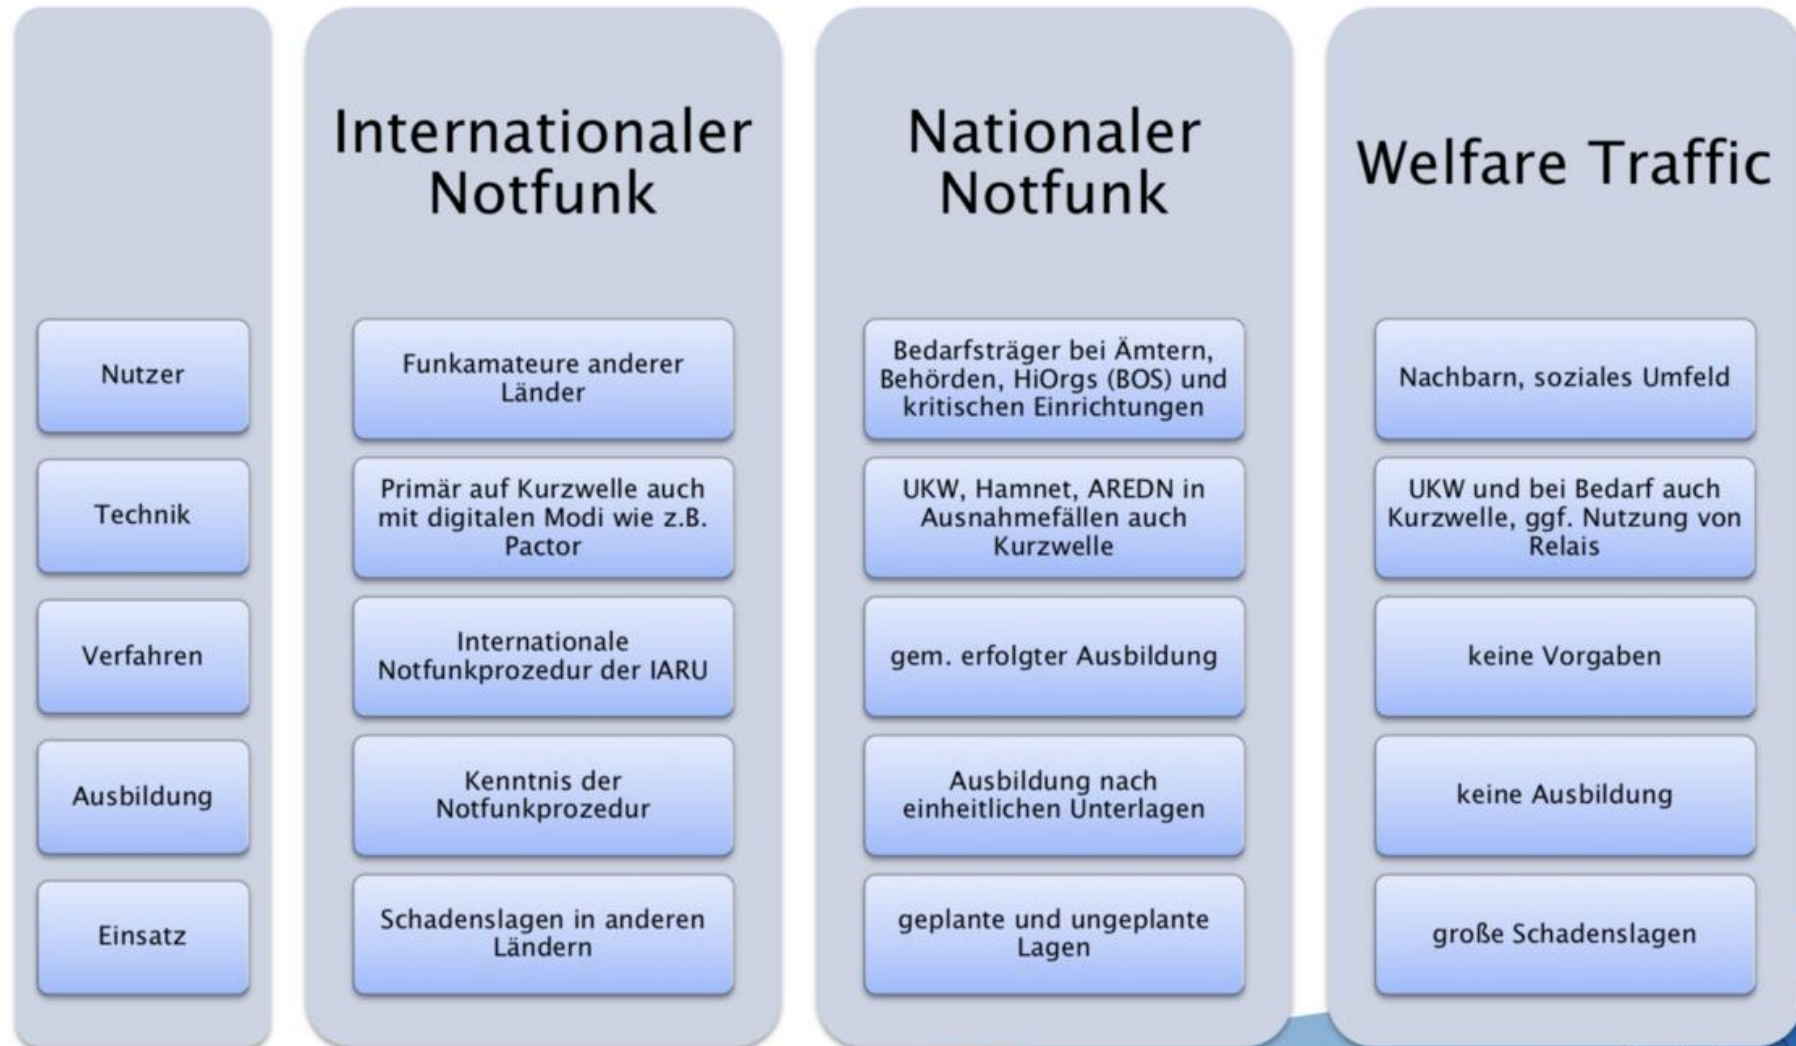 Internationaler
Notfunk
Nationaler
Notfunk
Welfare Traffic
Nutzer
Funkamateure anderer
Länder
Bedarfsträger bei Ämtern,
Behörden, HiOrgs (BOS) und
kritischen Einrichtungen
Nachbarn, soziales Umfeld
Technik
Primär auf Kurzwelle auch
mit digitalen Modi wie z.B.
Pactor
UKW, Hamnet, AREDN in
Ausnahmefällen auch
Kurzwelle
UKW und bei Bedarf auch
Kurzwelle, ggf. Nutzung von
Relais
Verfahren
Internationale
Notfunkprozedur der IARU
gem. erfolgter Ausbildung
keine Vorgaben
Ausbildung
Kenntnis der
Notfunkprozedur
Ausbildung nach
einheitlichen Unterlagen
keine Ausbildung
Einsatz
Schadenslagen in anderen
Ländern
geplante und ungeplante
Lagen
große Schadenslagen